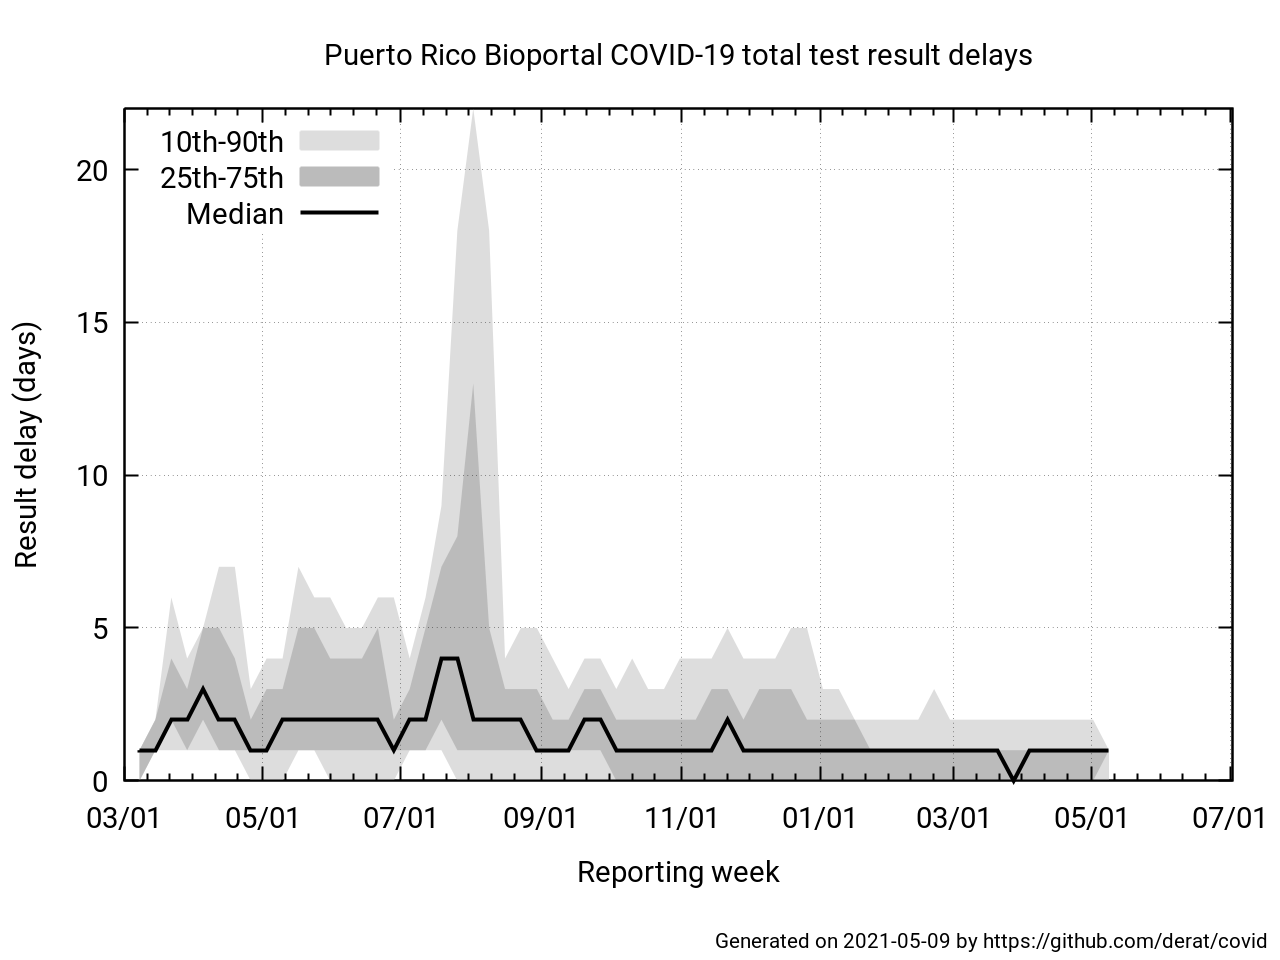 Puerto Rico Bioportal COVID-19 total test result delays
10th-90th
25th-75th
Median
20
15
10
5
0
Result delay (days)
03/01 05/01 07/01 09/01 11/01 01/01 03/01 05/01 07/01
Reporting week
Generated on 2021-05-09 by https://github.com/derat/covid